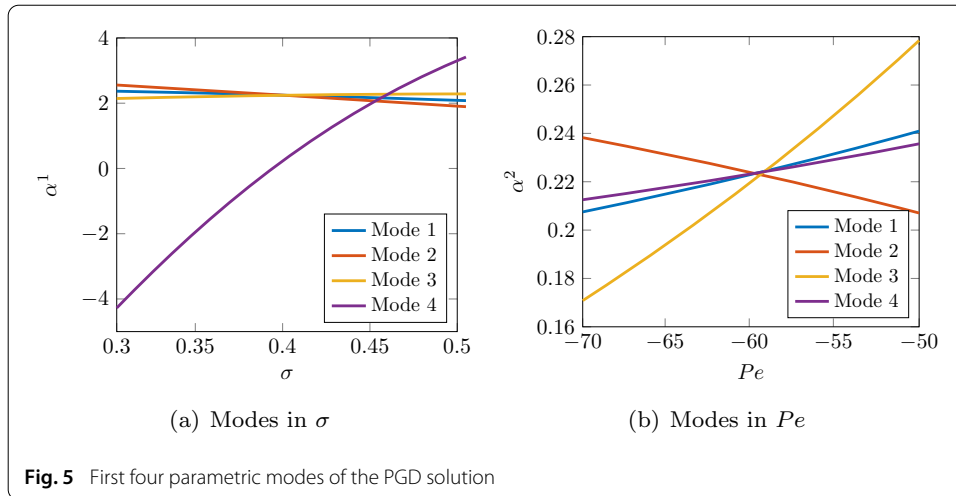 4
2
0
−2
−4
α¹
0.3 0.35 0.4 0.45 0.5
σ
Mode 1
Mode 2
Mode 3
Mode 4
(a) Modes in σ
0.28
0.24
0.22
0.2
0.18
0.16
α²
−70 −65 −60 −55 −50
Pe
Mode 1
Mode 2
Mode 3
Mode 4
(b) Modes in Pe
Fig. 5 First four parametric modes of the PGD solution